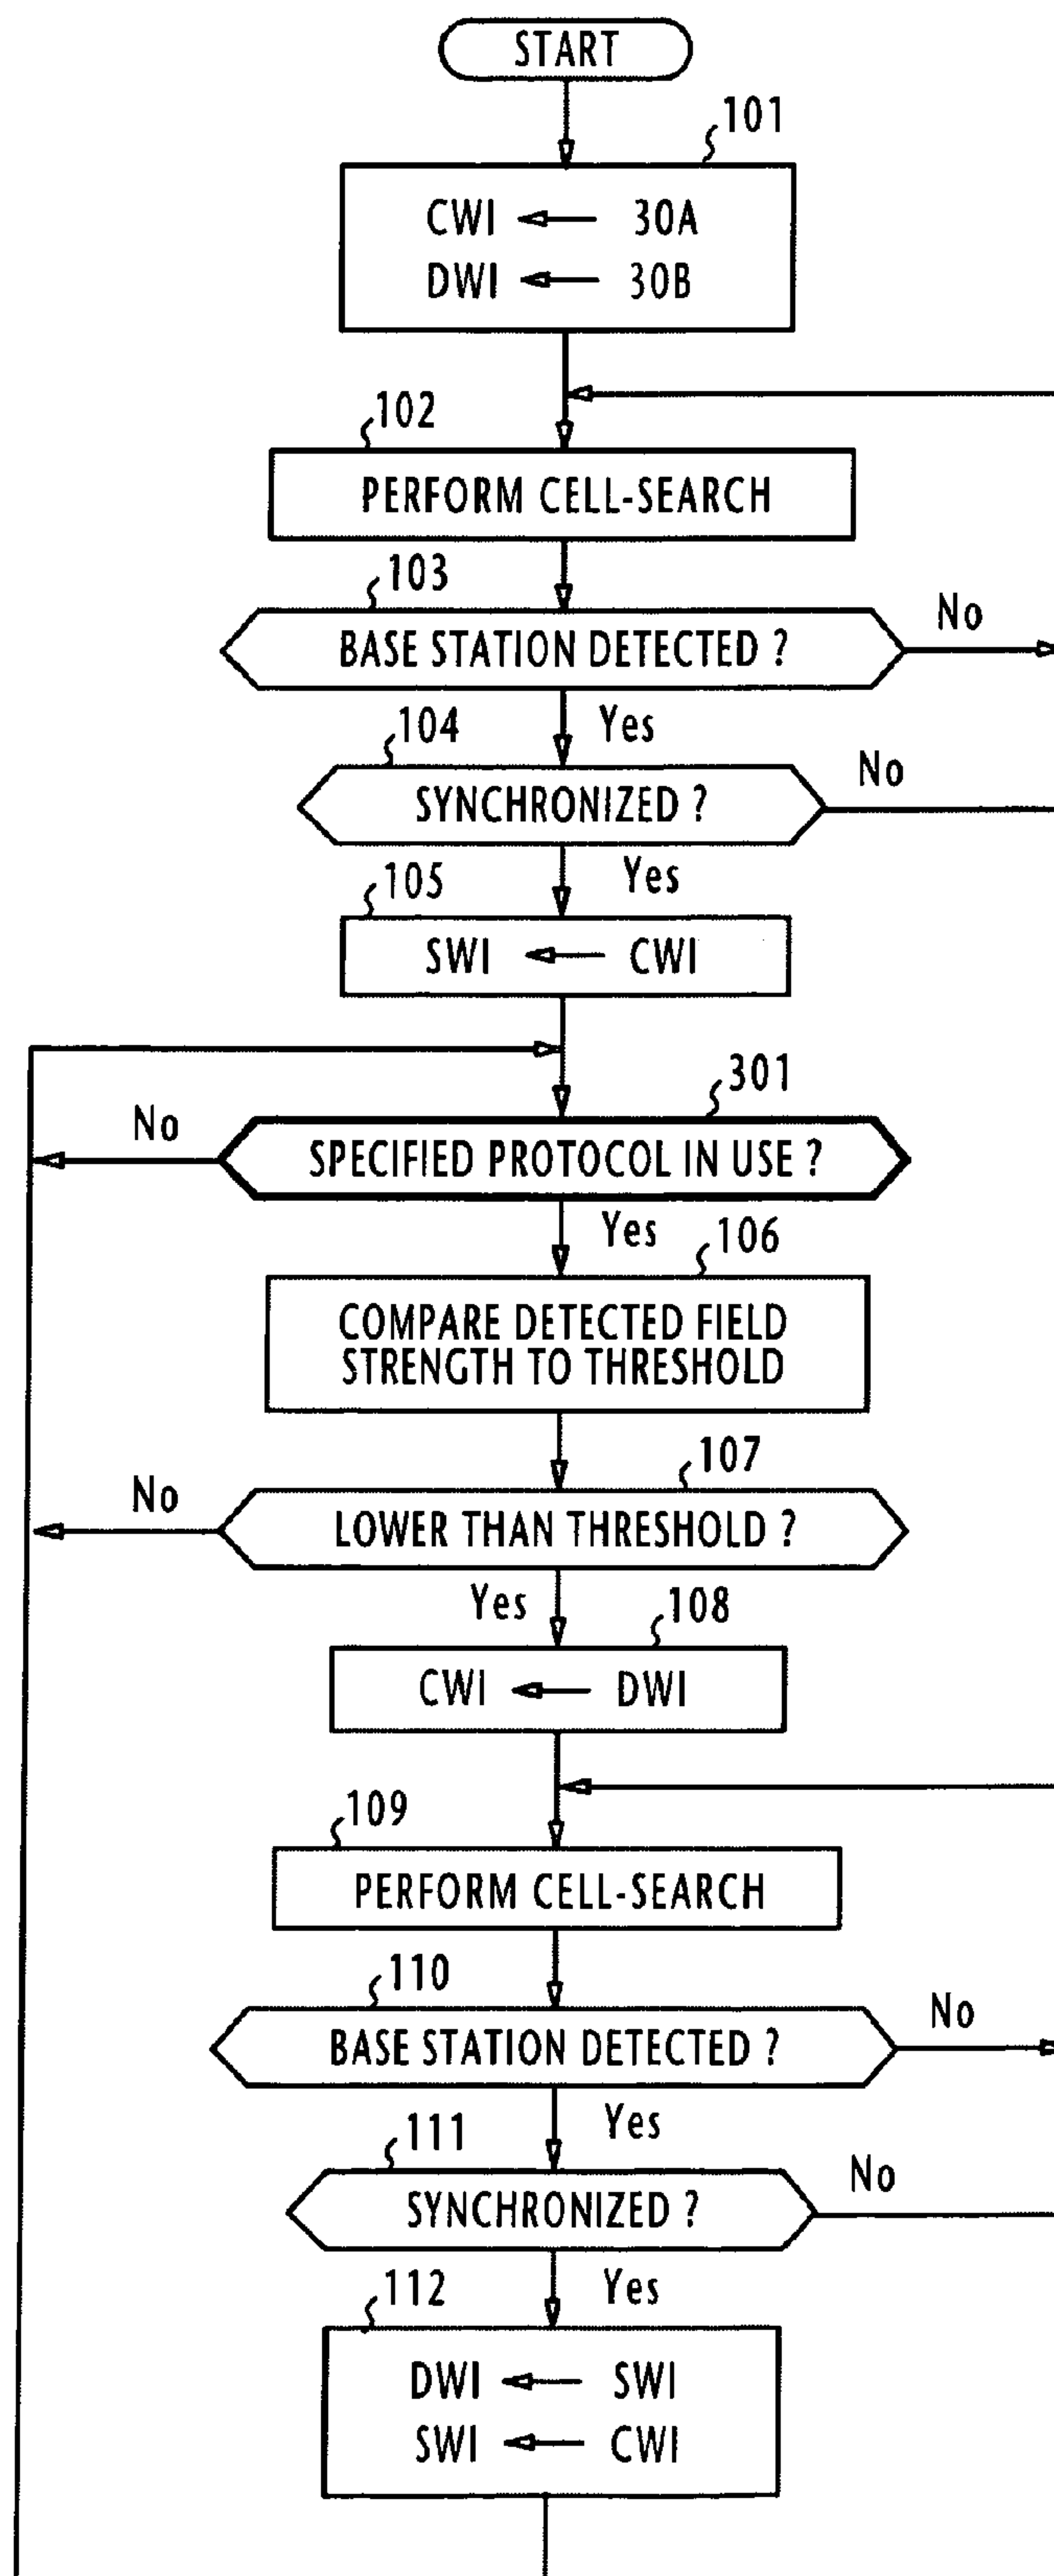 START
101
CWI ← 30A
DWI ← 30B
102
PERFORM CELL-SEARCH
103
BASE STATION DETECTED ?
No
Yes
104
SYNCHRONIZED ?
No
Yes
105
SWI ← CWI
301
SPECIFIED PROTOCOL IN USE ?
No
Yes
106
COMPARE DETECTED FIELD
STRENGTH TO THRESHOLD
107
LOWER THAN THRESHOLD ?
No
Yes
108
CWI ← DWI
109
PERFORM CELL-SEARCH
110
BASE STATION DETECTED ?
No
Yes
111
SYNCHRONIZED ?
No
Yes
112
DWI ← SWI
SWI ← CWI